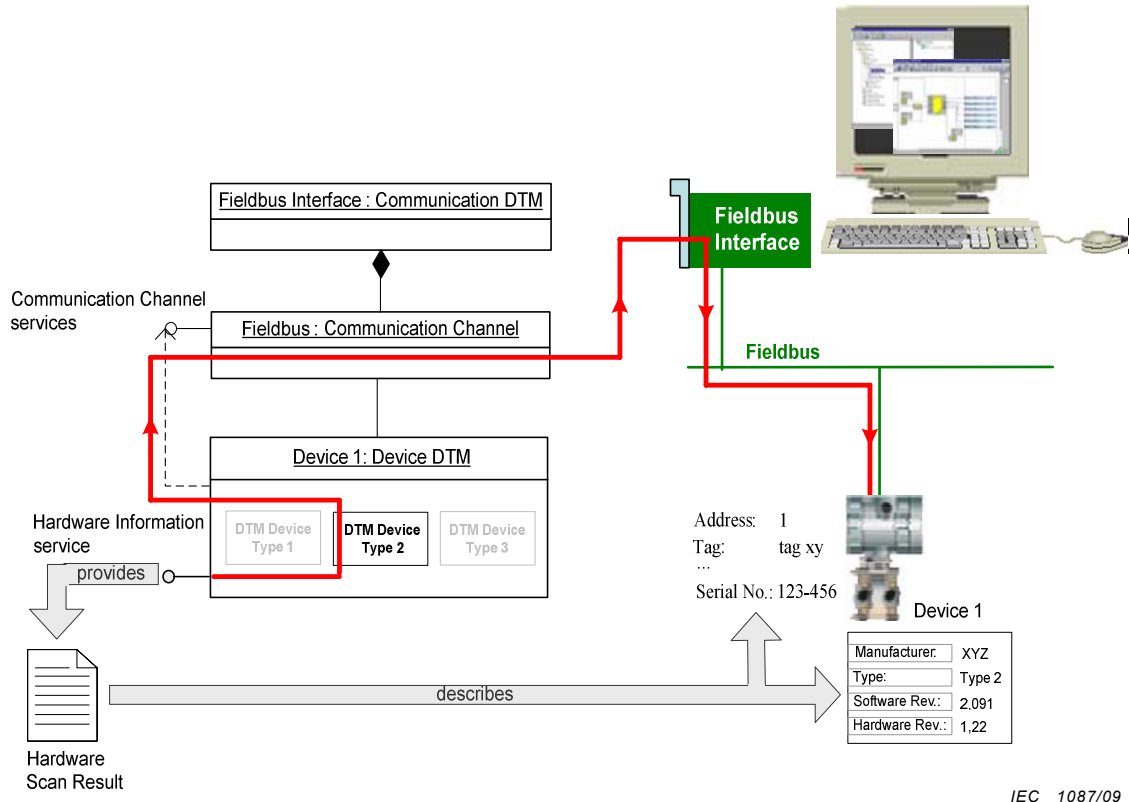 Fieldbus Interface : Communication DTM
Fieldbus
Interface
Communication Channel
services
Fieldbus : Communication Channel
Fieldbus
Device 1: Device DTM
Hardware Information
service
DTM Device
Type 1
DTM Device
Type 2
DTM Device
Type 3
provides
Address: 1
Tag: tag xy
...
Serial No.: 123-456
Device 1
Manufacturer: XYZ
Type: Type 2
Software Rev.: 2,091
Hardware Rev.: 1,22
describes
Hardware
Scan Result
IEC 1087/09